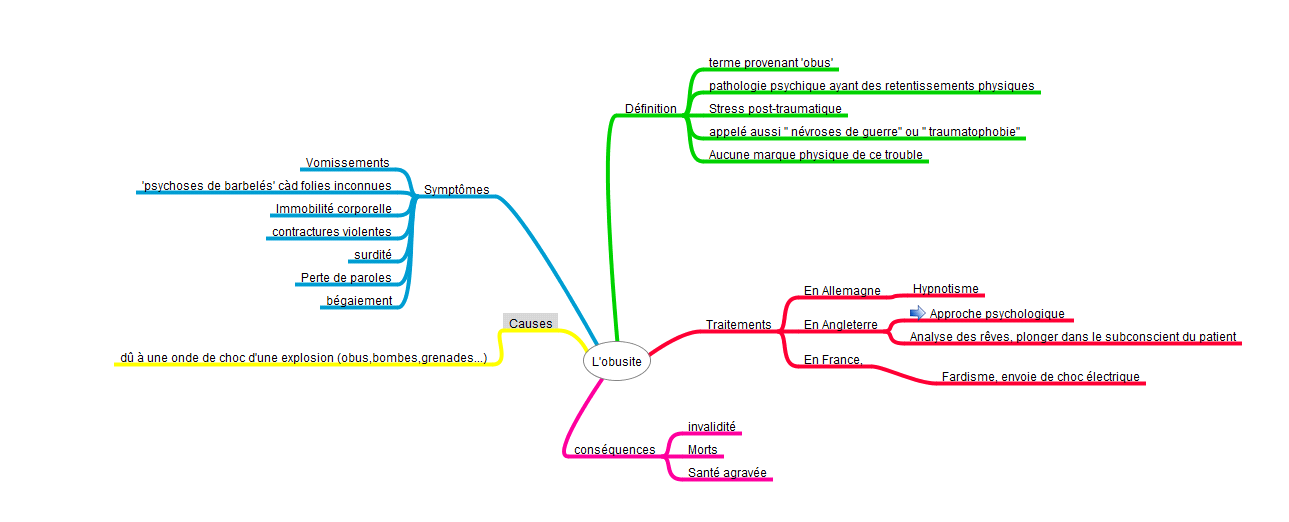 L'obusite
Définition
terme provenant 'obus'
pathologie psychique ayant des retentissements physiques
Stress post-traumatique
appelé aussi " névroses de guerre" ou " traumatophobie"
Aucune marque physique de ce trouble
Symptômes
Vomissements
'psychoses de barbelés' càd folies inconnues
Immobilité corporelle
contractures violentes
surdité
Perte de paroles
bégaiement
Causes
dû à une onde de choc d'une explosion (obus,bombes,grenades...)
Traitements
En Allemagne
Hypnotisme
En Angleterre
Approche psychologique
Analyse des rêves, plonger dans le subconscient du patient
En France,
Fardisme, envoie de choc électrique
conséquences
invalidité
Morts
Santé agravée